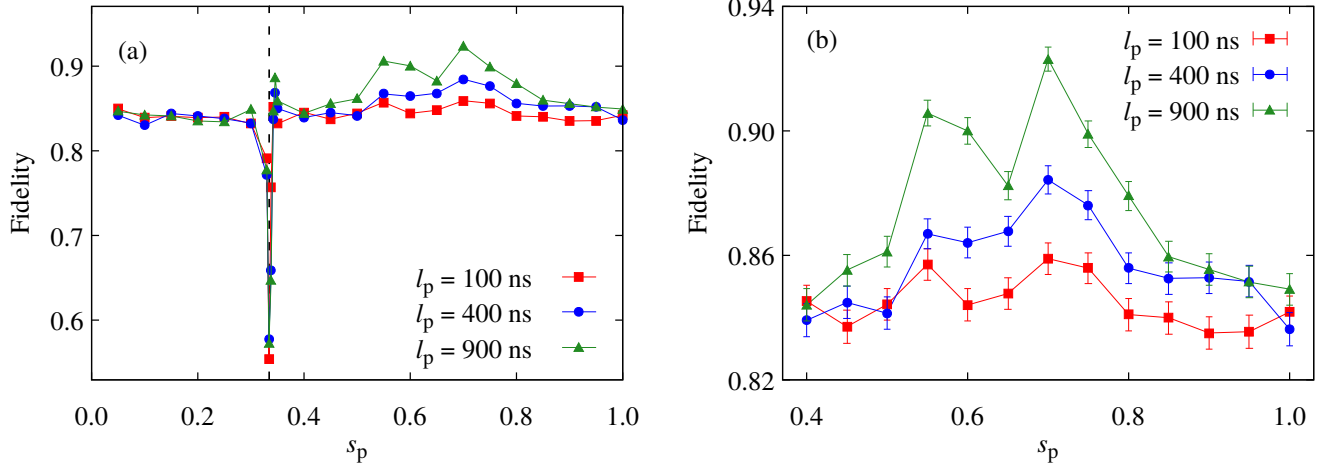 (a)
Fidelity
0.9
0.8
0.7
0.6
l_p = 100 ns
l_p = 400 ns
l_p = 900 ns
0.0 0.2 0.4 0.6 0.8 1.0
s_p
(b)
Fidelity
0.94
0.90
0.86
0.82
l_p = 100 ns
l_p = 400 ns
l_p = 900 ns
0.4 0.6 0.8 1.0
s_p